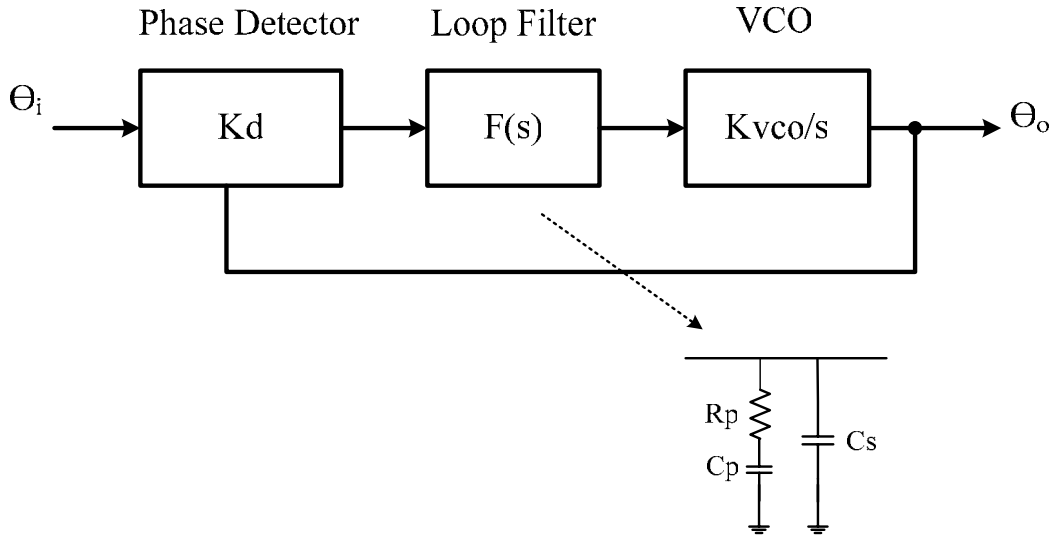 Phase Detector
Loop Filter
VCO
Θi
Kd
F(s)
Kvco/s
Θo
Rp
Cp
Cs